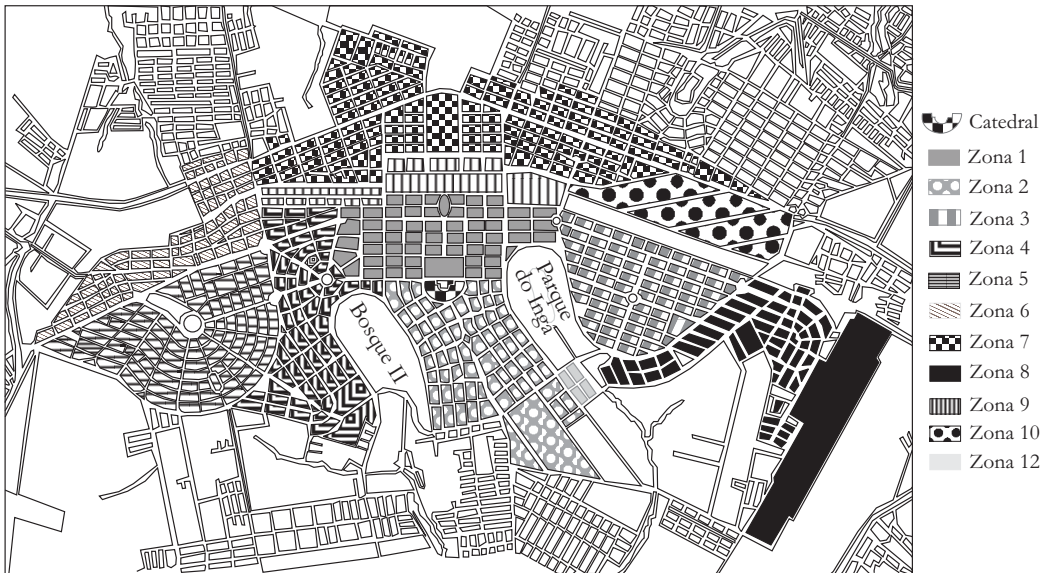 Bosque II
Parque
do Ingá
Catedral
Zona 1
Zona 2
Zona 3
Zona 4
Zona 5
Zona 6
Zona 7
Zona 8
Zona 9
Zona 10
Zona 12